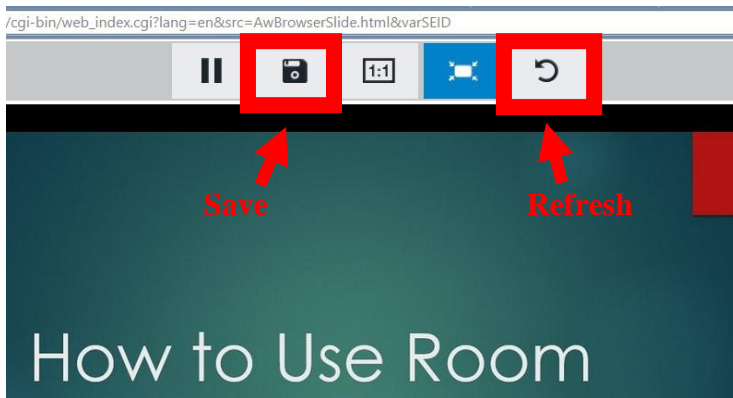 /cgi-bin/web_index.cgi?lang=en&src=AwBrowserSlide.html&varSEID
1:1
Save Refresh
How to Use Room